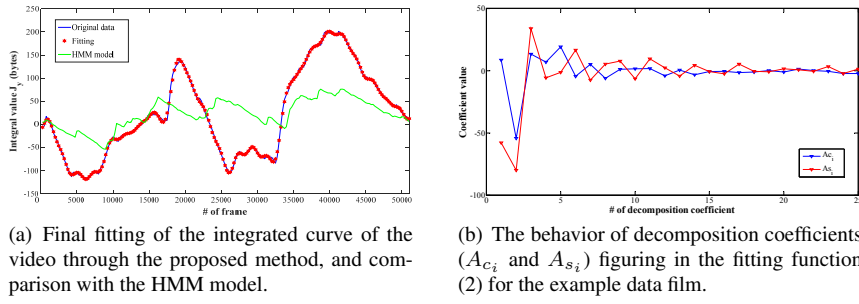 250
200
150
100
50
0
-50
-100
-150
Integral value J_y (bytes)
Original data
Fitting
HMM model
0 5000 10000 15000 20000 25000 30000 35000 40000 45000 50000
# of frame
(a) Final fitting of the integrated curve of the
video through the proposed method, and com-
parison with the HMM model.
50
0
-50
-100
Coefficient value
Ac_i
As_i
0 5 10 15 20 25
# of decomposition coefficient
(b) The behavior of decomposition coefficients
(A_{c_i} and A_{s_i}) figuring in the fitting function
(2) for the example data film.